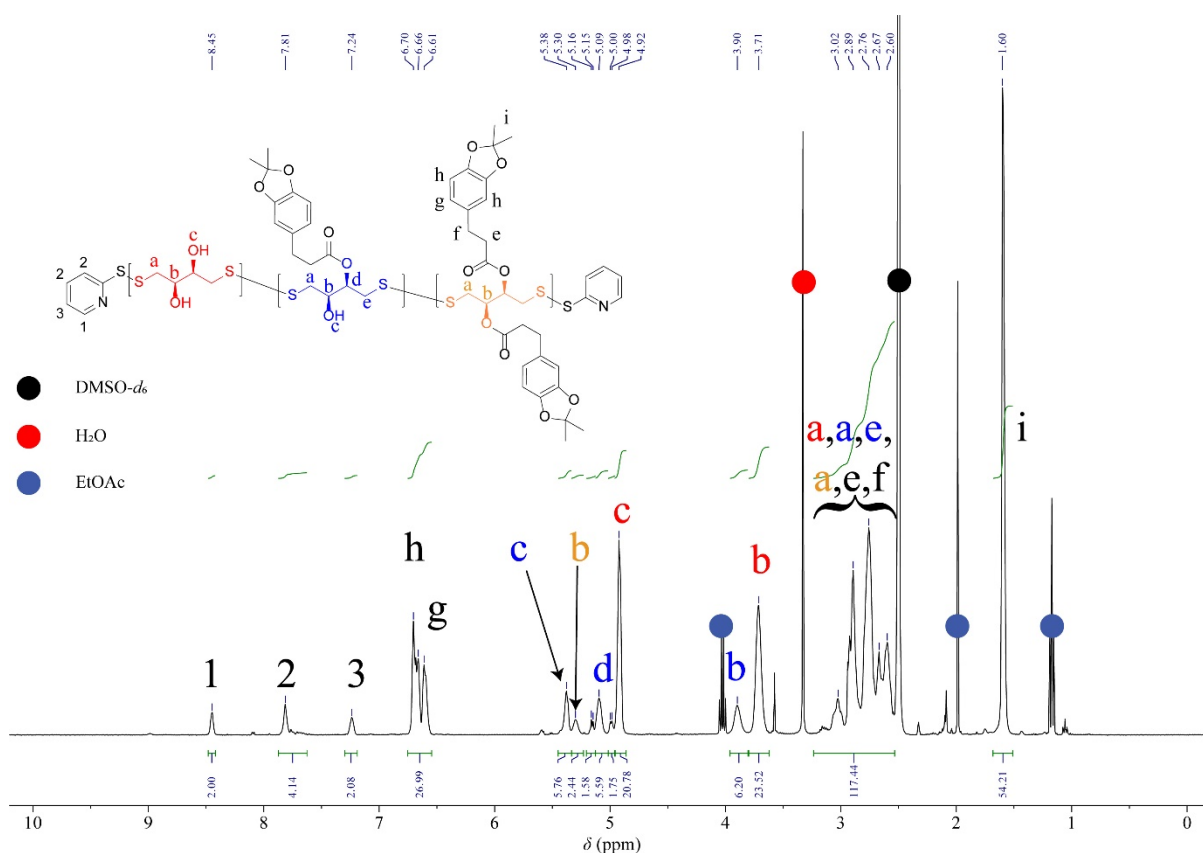 8.45 7.81 7.24 6.70 6.66 6.61 5.38 5.30 5.16 5.15 5.09 5.00 4.98 4.92 3.90 3.71 3.02 2.89 2.76 2.67 2.60 1.60
i
O O
h h
g
f e
O O
O O
c a OH b S S
a O d S
a b S
2 2 S S
3 N 1
OH
S b e
OH c
S
O
O
S N
O O
DMSO-d₆
H₂O
EtOAc
a,a,e,
a,e,f
i
h g
c b c
d
b b
1 2 3
2.00 4.14 2.08 26.99 5.76 2.44 1.58 5.59 1.75 20.78 6.20 23.52 117.44 54.21
10 9 8 7 6 5 4 3 2 1 0
δ (ppm)